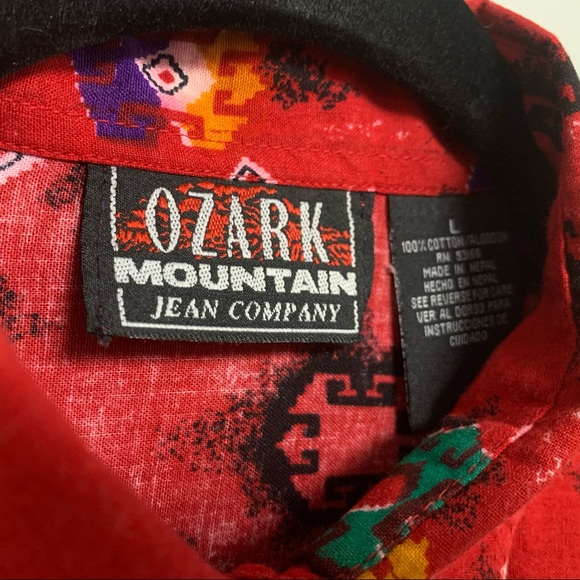 OZARK
MOUNTAIN
JEAN COMPANY
L
100% COTTON/ALGODON
MADE IN NEPAL
HECHO EN NEPAL
SEE REVERSE FOR CARE
VER AL DORSO PARA
INSTRUCCIONES DE
CUIDADO